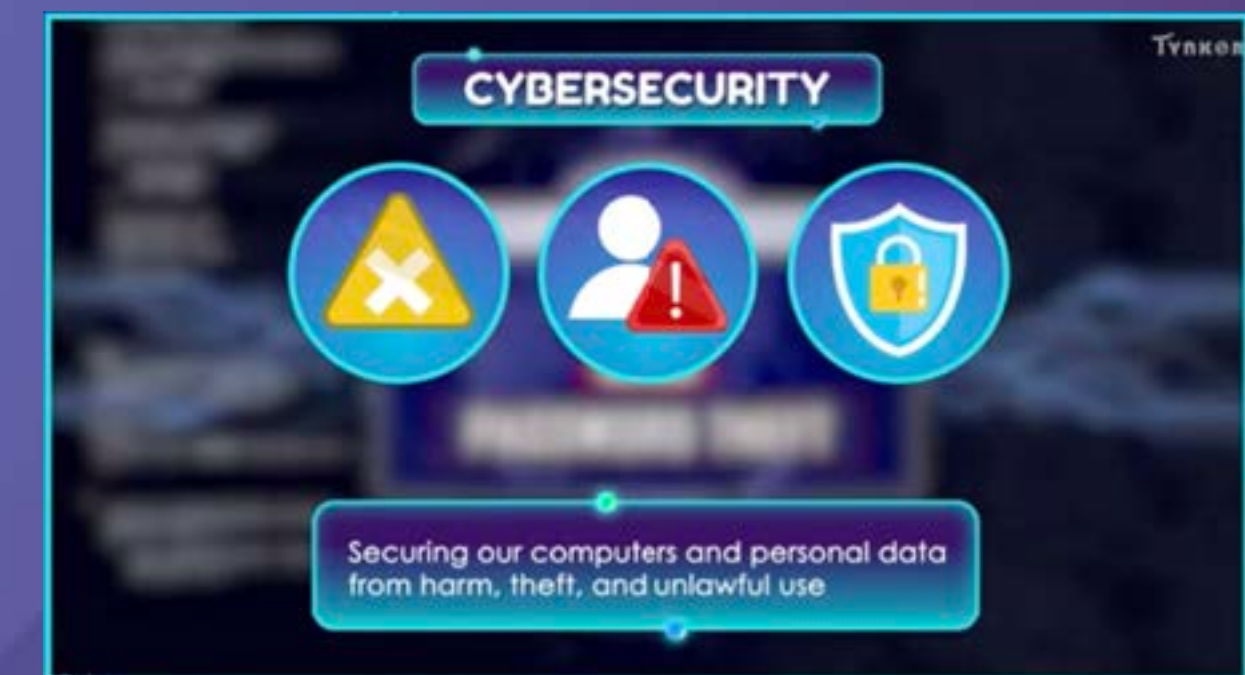 Tynker
CYBERSECURITY
Securing our computers and personal data
from harm, theft, and unlawful use